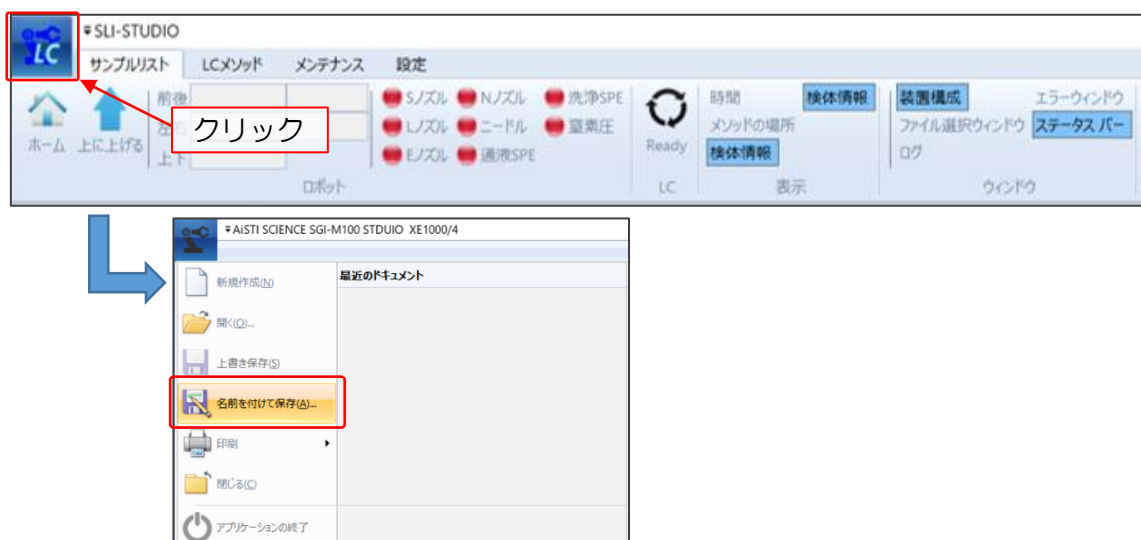 SLI-STUDIO
LC
サンプルリスト LCメソッド メンテナンス 設定
前後 Sノズル Nノズル 洗浄SPE 時間 検体情報 装置構成 エラーウィンドウ
クリック
左右 Lノズル ニードル 窒素圧 メソッドの場所 ファイル選択ウィンドウ ステータス バー
ホーム 上に上げる 上下 Eノズル 通液SPE Ready 検体情報 ログ
ロボット LC 表示 ウィンドウ
AiSTI SCIENCE SGI-M100 STDUIO XE1000/4
新規作成(N) 最近のドキュメント
開く(O)...
上書き保存(S)
名前を付けて保存(A)...
印刷
閉じる(C)
アプリケーションの終了